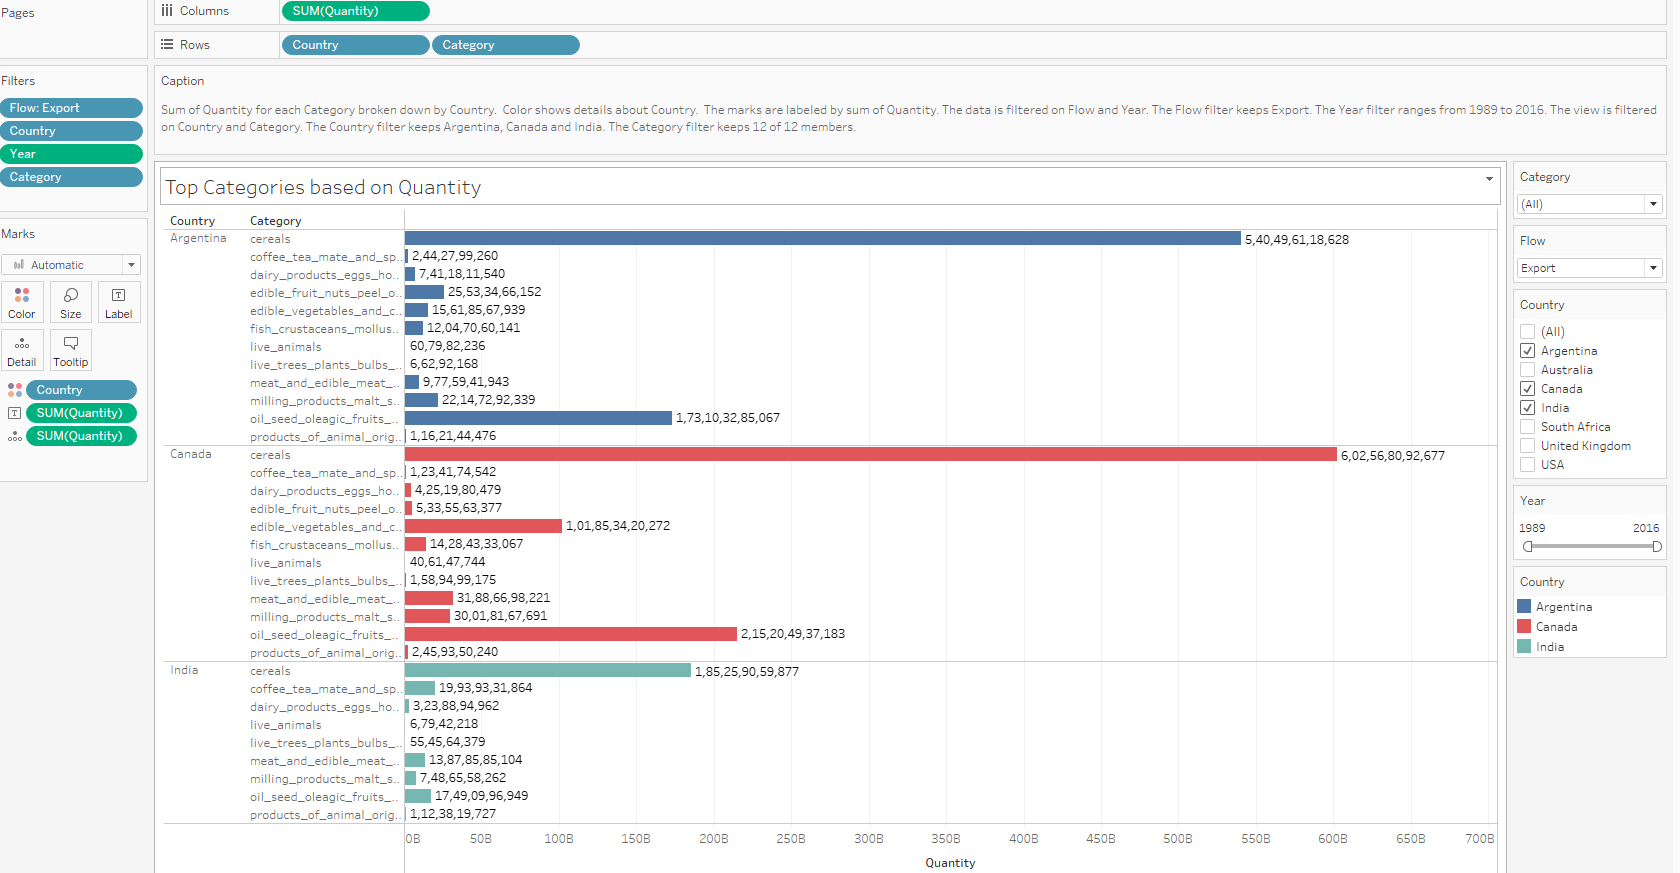 Pages
Columns SUM(Quantity)
Rows Country Category
Filters
Flow: Export
Country
Year
Category
Caption
Sum of Quantity for each Category broken down by Country. Color shows details about Country. The marks are labeled by sum of Quantity. The data is filtered on Flow and Year. The Flow filter keeps Export. The Year filter ranges from 1989 to 2016. The view is filtered
on Country and Category. The Country filter keeps Argentina, Canada and India. The Category filter keeps 12 of 12 members.
Marks
Automatic
Color Size Label
Detail Tooltip
Country
SUM(Quantity)
SUM(Quantity)
Top Categories based on Quantity
Country Category
Argentina cereals 5,40,49,61,18,628
coffee_tea_mate_and_sp.. 2,44,27,99,260
dairy_products_eggs_ho.. 7,41,18,11,540
edible_fruit_nuts_peel_o.. 25,53,34,66,152
edible_vegetables_and_c.. 15,61,85,67,939
fish_crustaceans_mollus.. 12,04,70,60,141
live_animals 60,79,82,236
live_trees_plants_bulbs_.. 6,62,92,168
meat_and_edible_meat_.. 9,77,59,41,943
milling_products_malt_s.. 22,14,72,92,339
oil_seed_oleagic_fruits_.. 1,73,10,32,85,067
products_of_animal_orig.. 1,16,21,44,476
Canada cereals 6,02,56,80,92,677
coffee_tea_mate_and_sp.. 1,23,41,74,542
dairy_products_eggs_ho.. 4,25,19,80,479
edible_fruit_nuts_peel_o.. 5,33,55,63,377
edible_vegetables_and_c.. 1,01,85,34,20,272
fish_crustaceans_mollus.. 14,28,43,33,067
live_animals 40,61,47,744
live_trees_plants_bulbs_.. 1,58,94,99,175
meat_and_edible_meat_.. 31,88,66,98,221
milling_products_malt_s.. 30,01,81,67,691
oil_seed_oleagic_fruits_.. 2,15,20,49,37,183
products_of_animal_orig.. 2,45,93,50,240
India cereals 1,85,25,90,59,877
coffee_tea_mate_and_sp.. 19,93,93,31,864
dairy_products_eggs_ho.. 3,23,88,94,962
live_animals 6,79,42,218
live_trees_plants_bulbs_.. 55,45,64,379
meat_and_edible_meat_.. 13,87,85,85,104
milling_products_malt_s.. 7,48,65,58,262
oil_seed_oleagic_fruits_.. 17,49,09,96,949
products_of_animal_orig.. 1,12,38,19,727
0B 50B 100B 150B 200B 250B 300B 350B 400B 450B 500B 550B 600B 650B 700B
Quantity
Category
(All)
Flow
Export
Country
(All)
Argentina
Australia
Canada
India
South Africa
United Kingdom
USA
Year
1989 2016
Country
Argentina
Canada
India